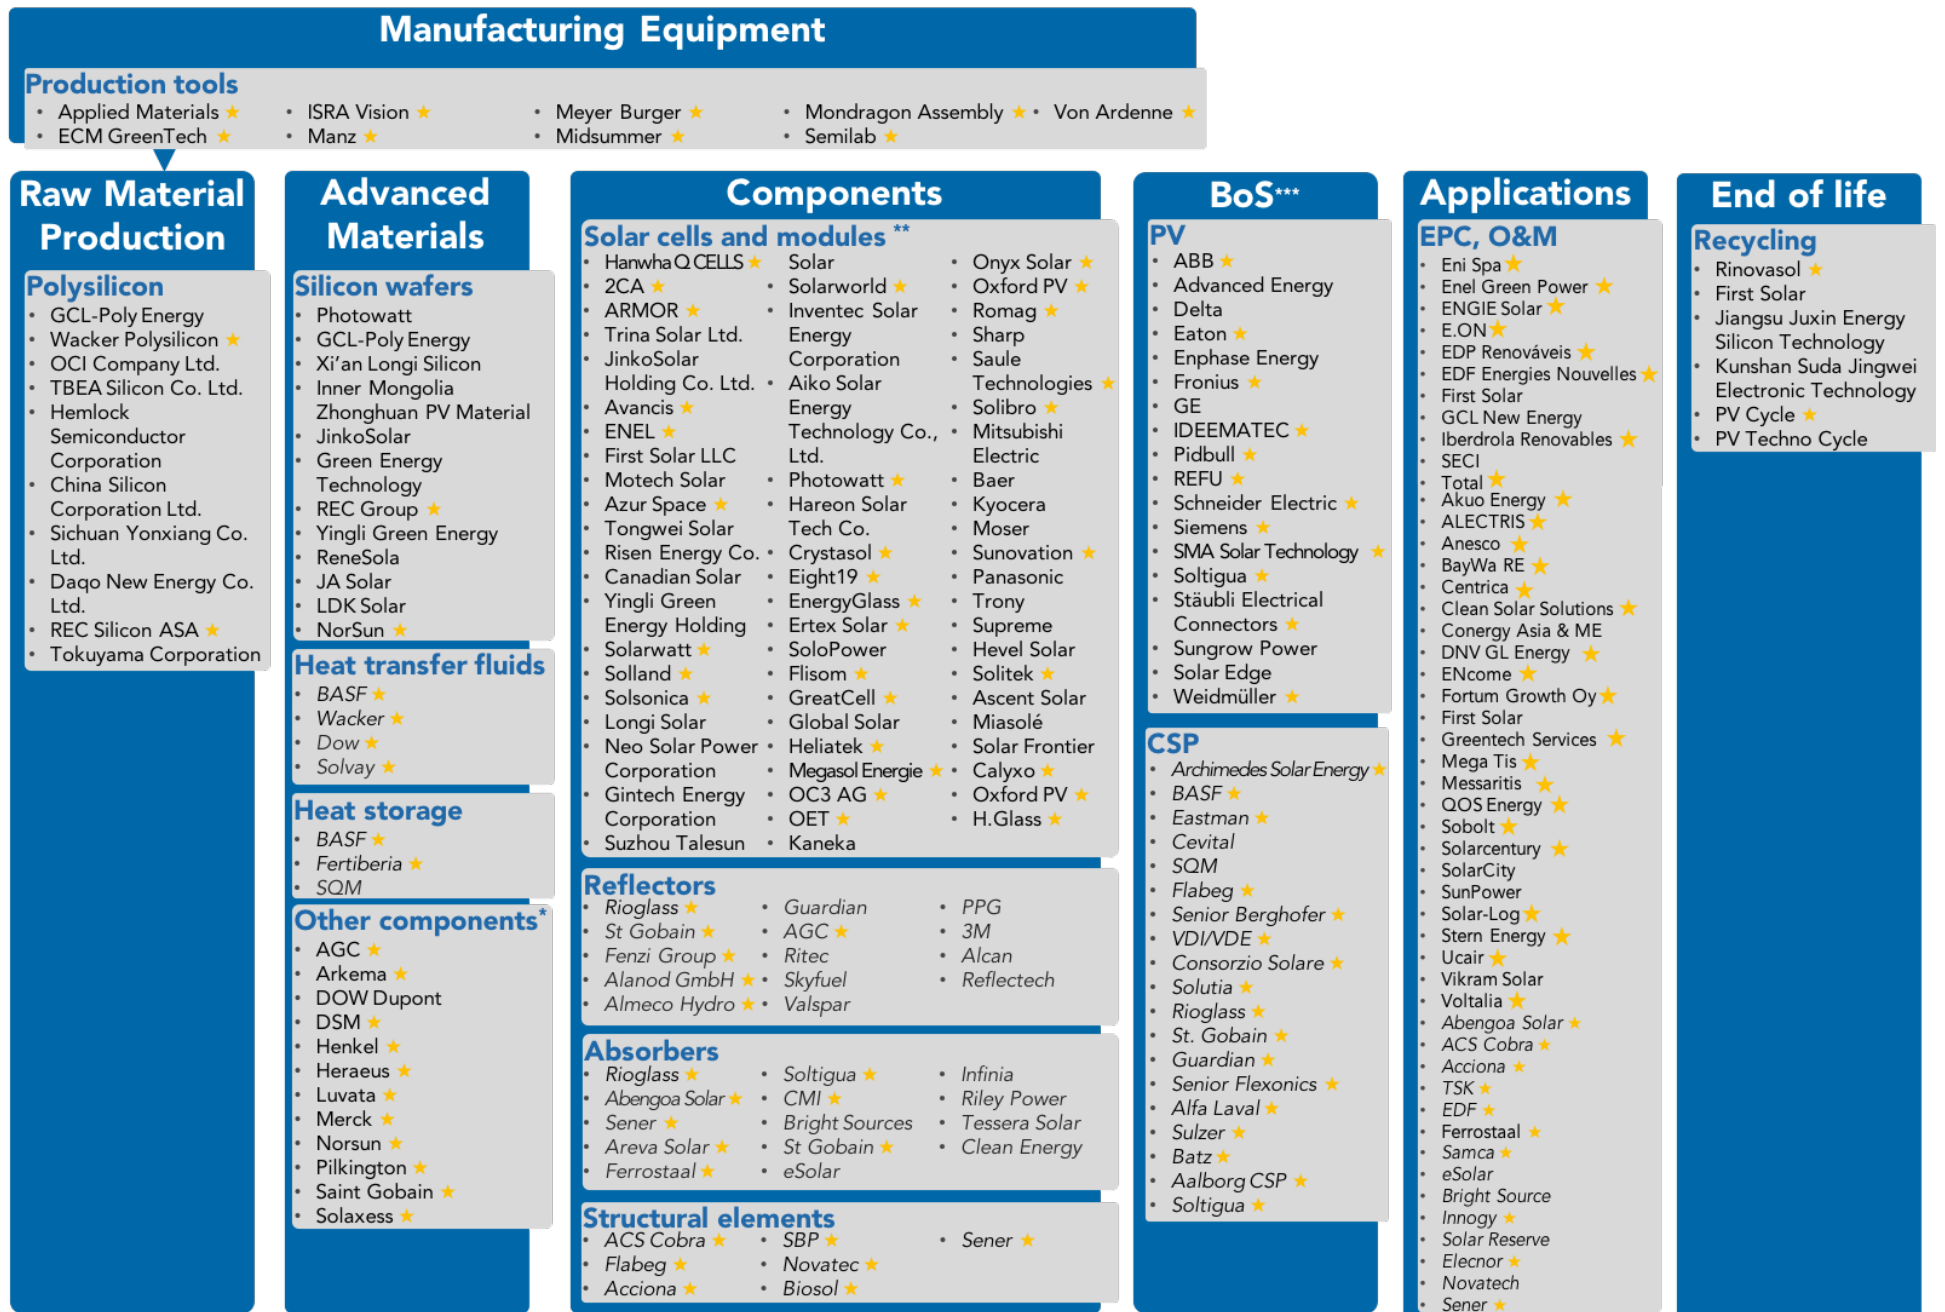 Manufacturing Equipment
Production tools
• Applied Materials ★
• ECM GreenTech ★
• ISRA Vision ★
• Manz ★
• Meyer Burger ★
• Midsummer ★
• Mondragon Assembly ★
• Semilab ★
• Von Ardenne ★
Raw Material
Production
Polysilicon
• GCL-Poly Energy
• Wacker Polysilicon ★
• OCI Company Ltd.
• TBEA Silicon Co. Ltd.
• Hemlock
Semiconductor
Corporation
• China Silicon
Corporation Ltd.
• Sichuan Yonxiang Co.
Ltd.
• Daqo New Energy Co.
Ltd.
• REC Silicon ASA ★
• Tokuyama Corporation
Advanced
Materials
Silicon wafers
• Photowatt
• GCL-Poly Energy
• Xi'an Longi Silicon
• Inner Mongolia
Zhonghuan PV Material
• JinkoSolar
• Green Energy
Technology
• REC Group ★
• Yingli Green Energy
• ReneSola
• JA Solar
• LDK Solar
• NorSun ★
Heat transfer fluids
• BASF ★
• Wacker ★
• Dow ★
• Solvay ★
Heat storage
• BASF ★
• Fertiberia ★
• SQM
Other components*
• AGC ★
• Arkema ★
• DOW Dupont
• DSM ★
• Henkel ★
• Heraeus ★
• Luvata ★
• Merck ★
• Norsun ★
• Pilkington ★
• Saint Gobain ★
• Solaxess ★
Components
Solar cells and modules **
• Hanwha Q CELLS ★
• 2CA ★
• ARMOR ★
• Trina Solar Ltd.
• JinkoSolar
Holding Co. Ltd.
• Avancis ★
• ENEL ★
• First Solar LLC
• Motech Solar
• Azur Space ★
• Tongwei Solar
• Risen Energy Co.
• Canadian Solar
• Yingli Green
Energy Holding
• Solarwatt ★
• Solland ★
• Solsonica ★
• Longi Solar
• Neo Solar Power
Corporation
• Gintech Energy
Corporation
• Suzhou Talesun
Solar
• Solarworld ★
• Inventec Solar
Energy
Corporation
• Aiko Solar
Energy
Technology Co.,
Ltd.
• Photowatt ★
• Hareon Solar
Tech Co.
• Crystasol ★
• Eight19 ★
• EnergyGlass ★
• Ertex Solar ★
• SoloPower
• Flisom ★
• GreatCell ★
• Global Solar
• Heliatek ★
• Megasol Energie ★
• OC3 AG ★
• OET ★
• Kaneka
• Onyx Solar ★
• Oxford PV ★
• Romag ★
• Sharp
• Saule
Technologies ★
• Solibro ★
• Mitsubishi
Electric
• Baer
• Kyocera
• Moser
• Sunovation ★
• Panasonic
• Trony
• Supreme
• Hevel Solar
• Solitek ★
• Ascent Solar
• Miasolé
• Solar Frontier
• Calyxo ★
• Oxford PV ★
• H.Glass ★
Reflectors
• Rioglass ★
• St Gobain ★
• Fenzi Group ★
• Alanod GmbH ★
• Almeco Hydro ★
• Guardian
• AGC ★
• Ritec
• Skyfuel
• Valspar
• PPG
• 3M
• Alcan
• Reflectech
Absorbers
• Rioglass ★
• Abengoa Solar ★
• Sener ★
• Areva Solar ★
• Ferrostaal ★
• Soltigua ★
• CMI ★
• Bright Sources
• St Gobain ★
• eSolar
• Infinia
• Riley Power
• Tessera Solar
• Clean Energy
Structural elements
• ACS Cobra ★
• Flabeg ★
• Acciona ★
• SBP ★
• Novatec ★
• Biosol ★
• Sener ★
BoS***
PV
• ABB ★
• Advanced Energy
• Delta
• Eaton ★
• Enphase Energy
• Fronius ★
• GE
• IDEEMATEC ★
• Pidbull ★
• REFU ★
• Schneider Electric ★
• Siemens ★
• SMA Solar Technology ★
• Soltigua ★
• Stäubli Electrical
Connectors ★
• Sungrow Power
• Solar Edge
• Weidmüller ★
CSP
• Archimedes Solar Energy ★
• BASF ★
• Eastman ★
• Cevital
• SQM
• Flabeg ★
• Senior Berghofer ★
• VDI/VDE ★
• Consorzio Solare ★
• Solutia ★
• Rioglass ★
• St. Gobain ★
• Guardian ★
• Senior Flexonics ★
• Alfa Laval ★
• Sulzer ★
• Batz ★
• Aalborg CSP ★
• Soltigua ★
Applications
EPC, O&M
• Eni Spa ★
• Enel Green Power ★
• ENGIE Solar ★
• E.ON ★
• EDP Renováveis ★
• EDF Energies Nouvelles ★
• First Solar
• GCL New Energy
• Iberdrola Renovables ★
• SECI
• Total ★
• Akuo Energy ★
• ALECTRIS ★
• Anesco ★
• BayWa RE ★
• Centrica ★
• Clean Solar Solutions ★
• Conergy Asia & ME
• DNV GL Energy ★
• ENcome ★
• Fortum Growth Oy ★
• First Solar
• Greentech Services ★
• Mega Tis ★
• Messaritis ★
• QOS Energy ★
• Sobolt ★
• Solarcentury ★
• SolarCity
• SunPower
• Solar-Log ★
• Stern Energy ★
• Ucair ★
• Vikram Solar
• Voltalia ★
• Abengoa Solar ★
• ACS Cobra ★
• Acciona ★
• TSK ★
• EDF ★
• Ferrostaal ★
• Samca ★
• eSolar
• Bright Source
• Innogy ★
• Solar Reserve
• Elecnor ★
• Novatech
• Sener ★
End of life
Recycling
• Rinovasol ★
• First Solar
• Jiangsu Juxin Energy
Silicon Technology
• Kunshan Suda Jingwei
Electronic Technology
• PV Cycle ★
• PV Techno Cycle